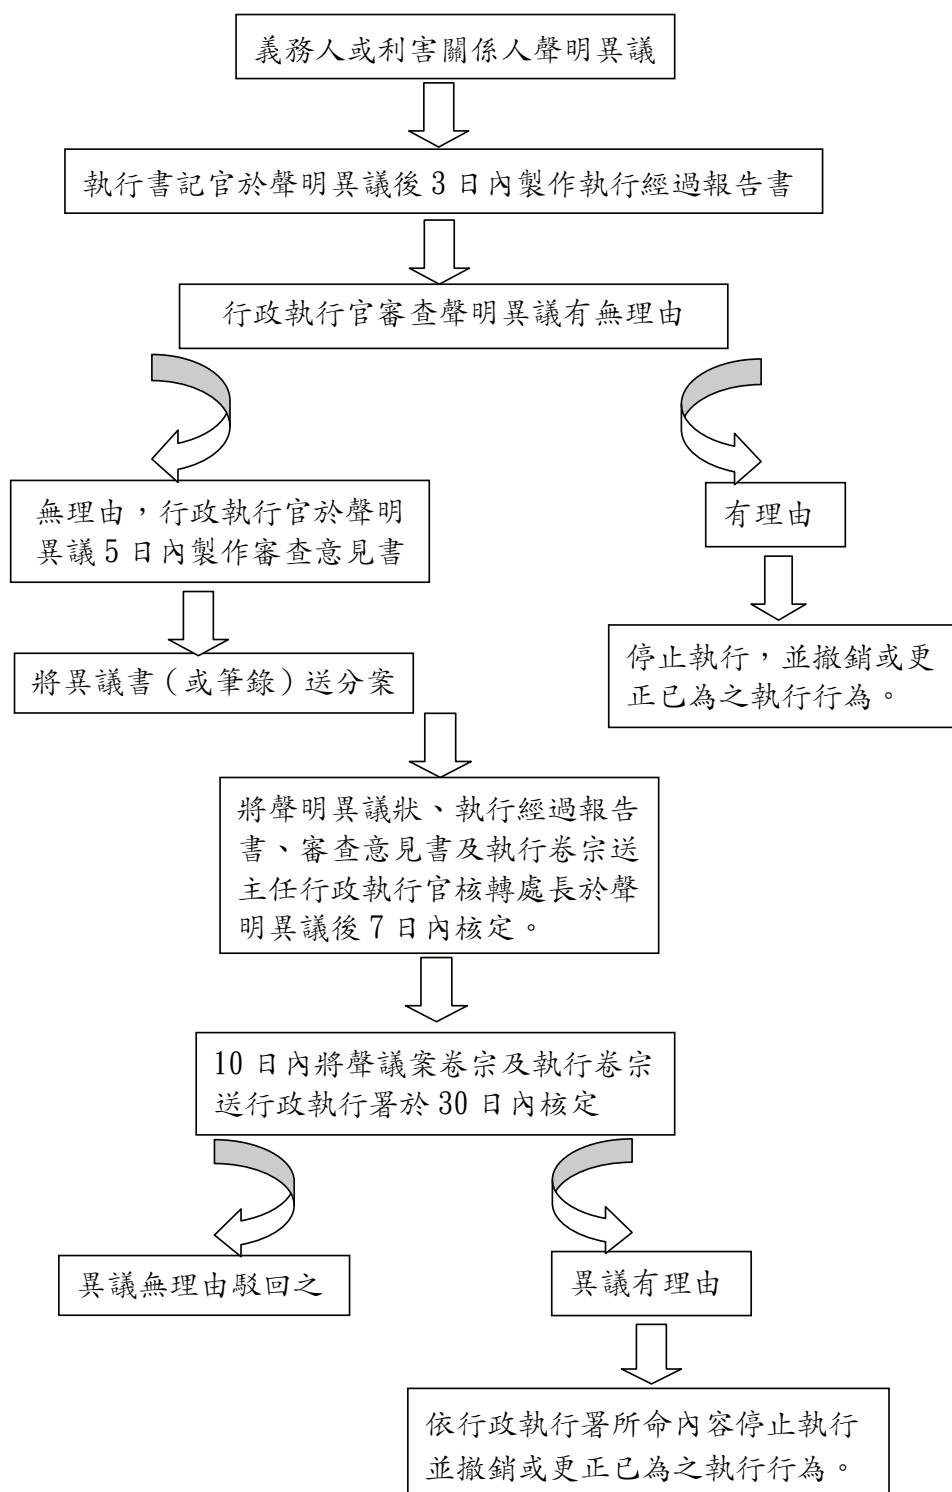 義務人或利害關係人聲明異議
執行書記官於聲明異議後 3 日內製作執行經過報告書
行政執行官審查聲明異議有無理由
無理由,行政執行官於聲明
異議 5 日內製作審查意見書
有理由
停止執行,並撤銷或更
正已為之執行行為。
將異議書(或筆錄)送分案
將聲明異議狀、執行經過報告
書、審查意見書及執行卷宗送
主任行政執行官核轉處長於聲
明異議後 7 日內核定。
10 日內將聲議案卷宗及執行卷宗
送行政執行署於 30 日內核定
異議無理由駁回之
異議有理由
依行政執行署所命內容停止執行
並撤銷或更正已為之執行行為。